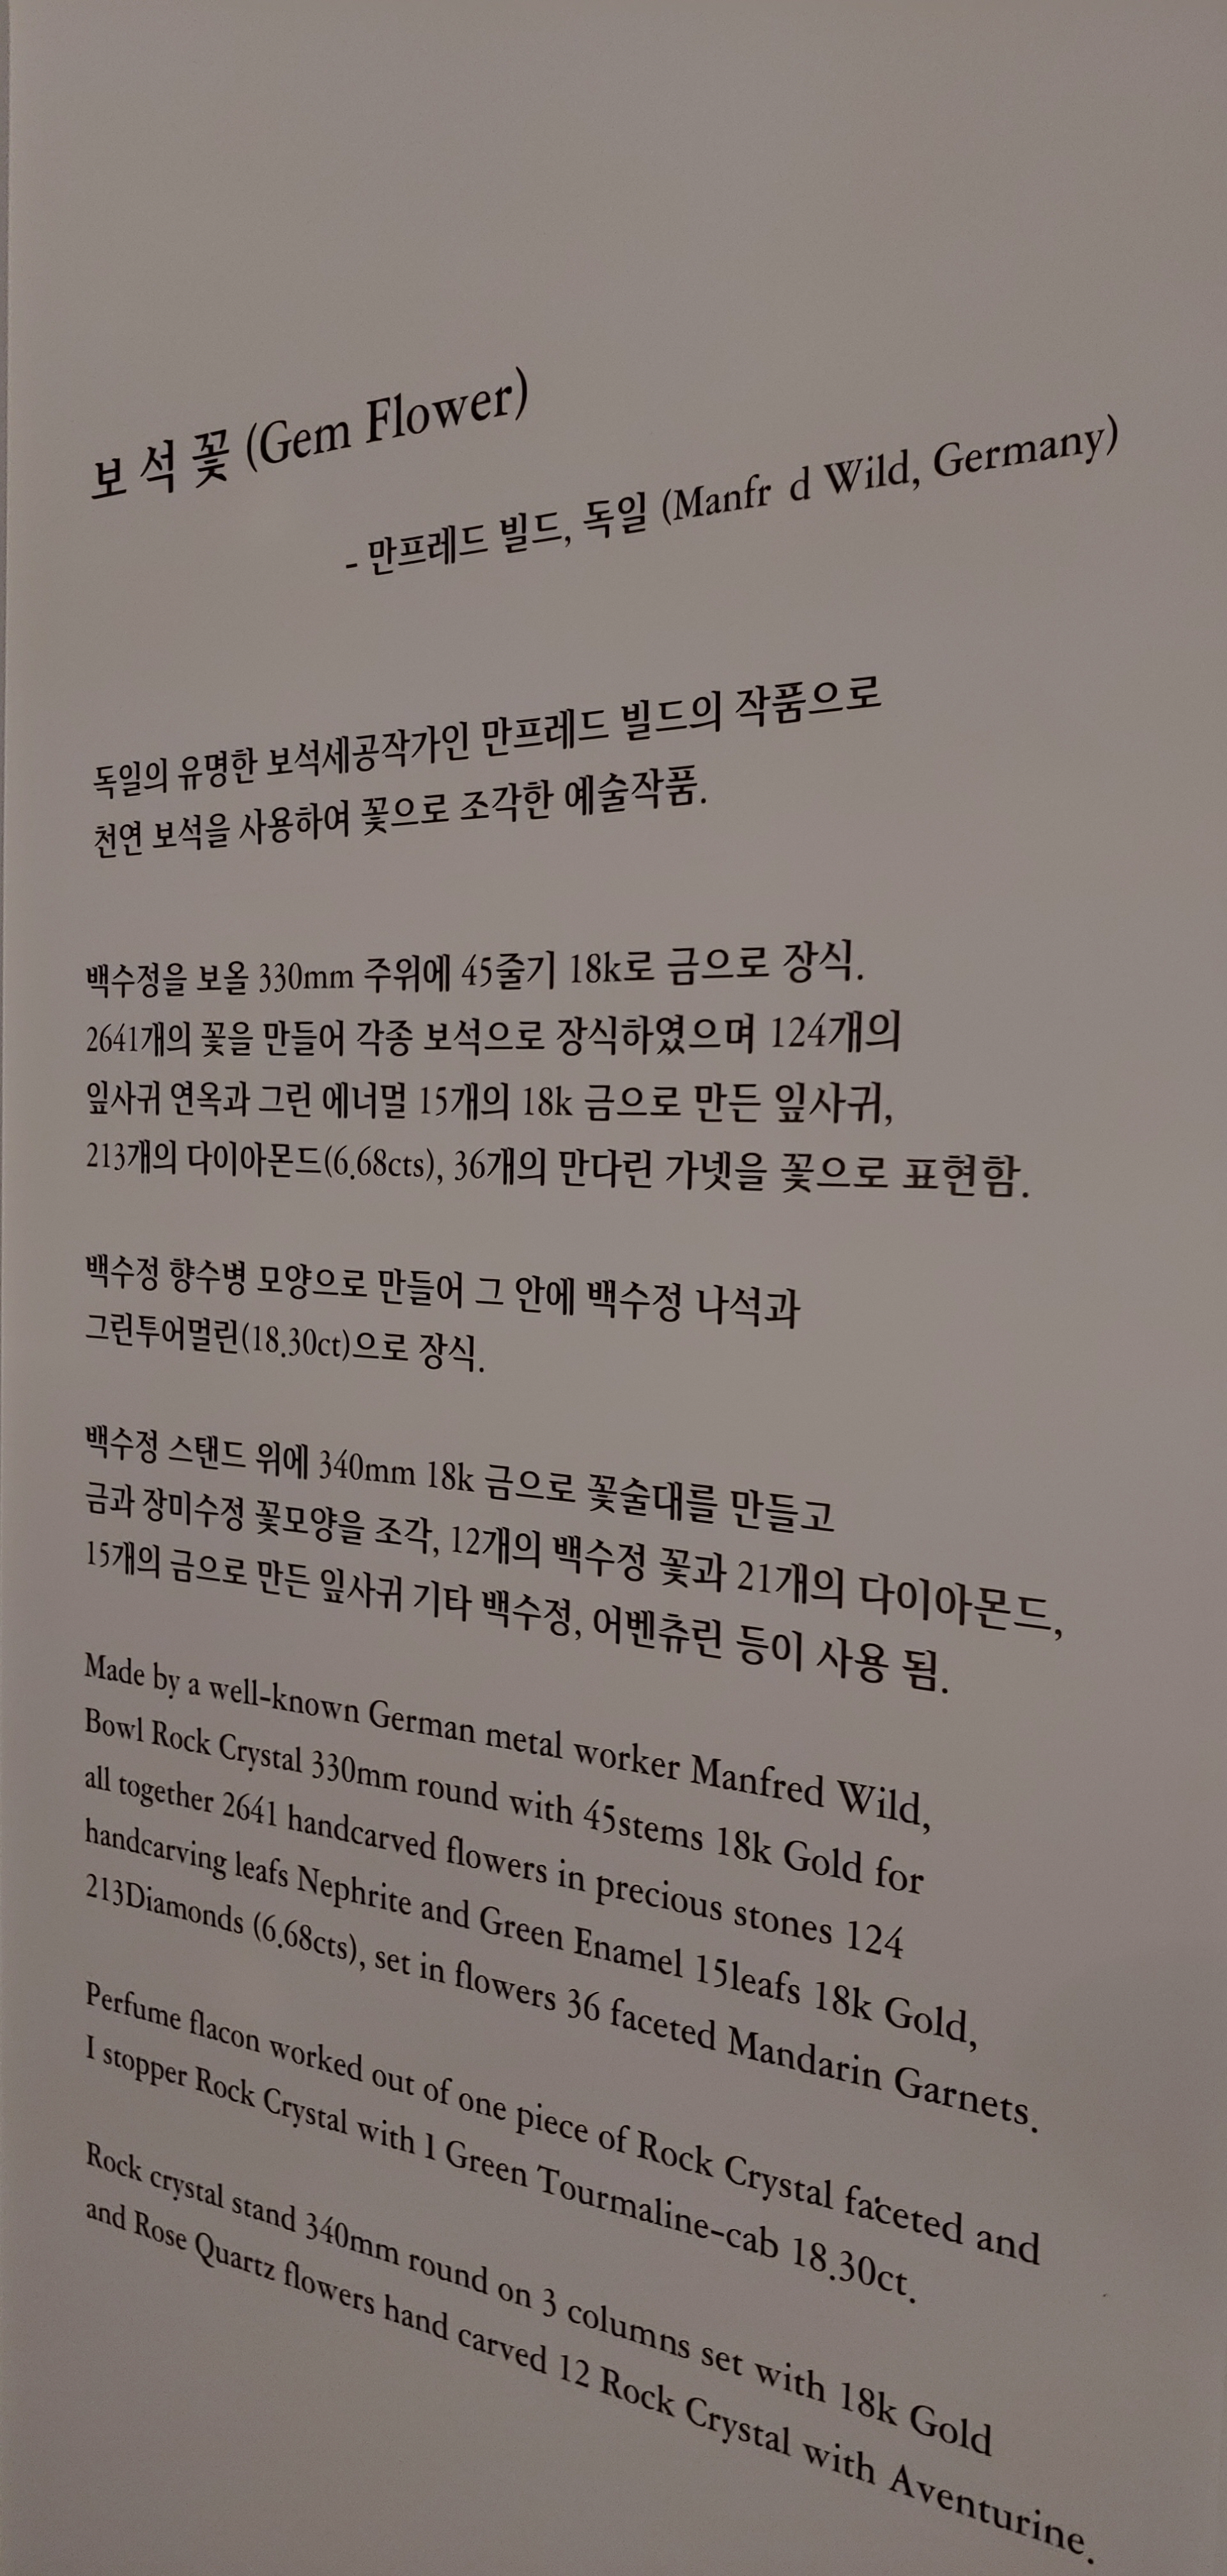 보석 꽃 (Gem Flower)
- 만프레드 빌드, 독일 (Manfr d Wild, Germany)
독일의 유명한 보석세공작가인 만프레드 빌드의 작품으로
천연 보석을 사용하여 꽃으로 조각한 예술작품.
백수정을 보올 330mm 주위에 45줄기 18k로 금으로 장식.
2641개의 꽃을 만들어 각종 보석으로 장식하였으며 124개의
잎사귀 연옥과 그린 에너멀 15개의 18k 금으로 만든 잎사귀,
213개의 다이아몬드(6.68cts), 36개의 만다린 가넷을 꽃으로 표현함.
백수정 향수병 모양으로 만들어 그 안에 백수정 나석과
그린투어멀린(18.30ct)으로 장식.
백수정 스탠드 위에 340mm 18k 금으로 꽃술대를 만들고
금과 장미수정 꽃모양을 조각, 12개의 백수정 꽃과 21개의 다이아몬드,
15개의 금으로 만든 잎사귀 기타 백수정, 어벤츄린 등이 사용 됨.
Made by a well-known German metal worker Manfred Wild,
Bowl Rock Crystal 330mm round with 45stems 18k Gold for
all together 2641 handcarved flowers in precious stones 124
handcarving leafs Nephrite and Green Enamel 15leafs 18k Gold,
213Diamonds (6.68cts), set in flowers 36 faceted Mandarin Garnets.
Perfume flacon worked out of one piece of Rock Crystal faceted and
I stopper Rock Crystal with 1 Green Tourmaline-cab 18.30ct.
Rock crystal stand 340mm round on 3 columns set with 18k Gold
and Rose Quartz flowers hand carved 12 Rock Crystal with Aventurine.